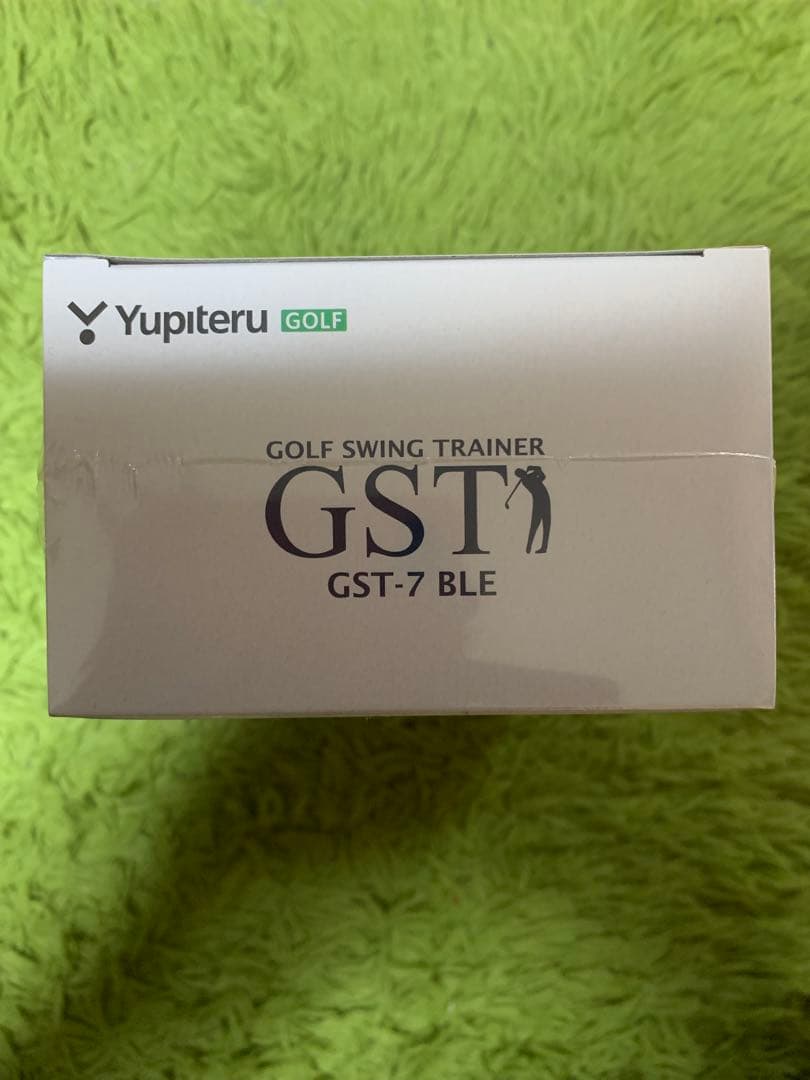 Yupiteru GOLF
GOLF SWING TRAINER
GST
GST-7 BLE